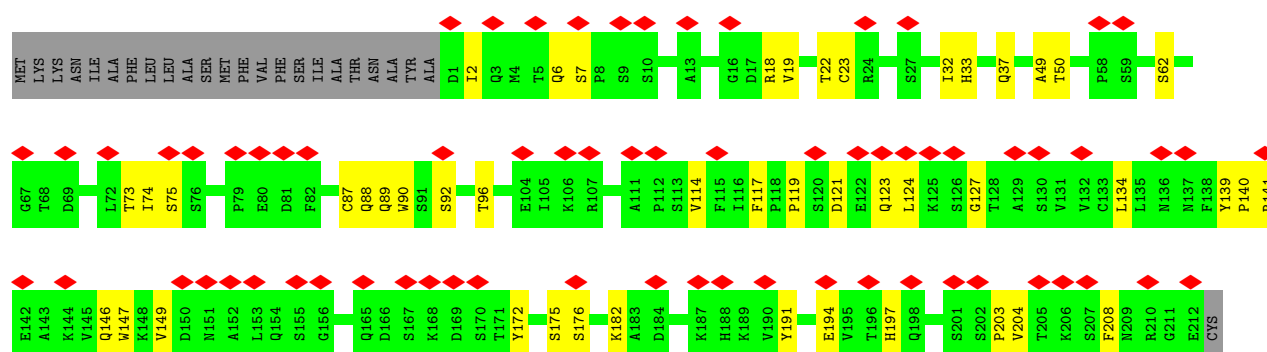 MET LYS LYS ASN ILE ALA PHE LEU LEU ALA SER MET PHE VAL PHE SER ILE ALA THR ASN ALA TYR ALA D1 I2 Q3 M4 T5 Q6 S7 P8 S9 S10 A13 G16 D17 R18 V19 T22 C23 R24 S27 I32 H33 Q37 A49 T50 P58 S59 S62
G67 T68 D69 L72 T73 I74 S75 S76 P79 E80 D81 F82 C87 Q88 Q89 W90 S91 S92 T96 E104 I105 K106 R107 A111 P112 S113 V114 F115 I116 F117 P118 P119 S120 D121 E122 Q123 L124 K125 S126 G127 T128 A129 S130 V131 V132 C133 L134 L135 N136 N137 F138 Y139 P140 R141
E142 A143 K144 V145 Q146 W147 K148 V149 D150 N151 A152 L153 Q154 S155 G156 Q165 D166 S167 K168 D169 S170 T171 Y172 S175 S176 K182 A183 D184 K187 H188 K189 V190 Y191 E194 V195 T196 H197 Q198 S201 S202 P203 V204 T205 K206 S207 F208 N209 R210 G211 E212 CYS